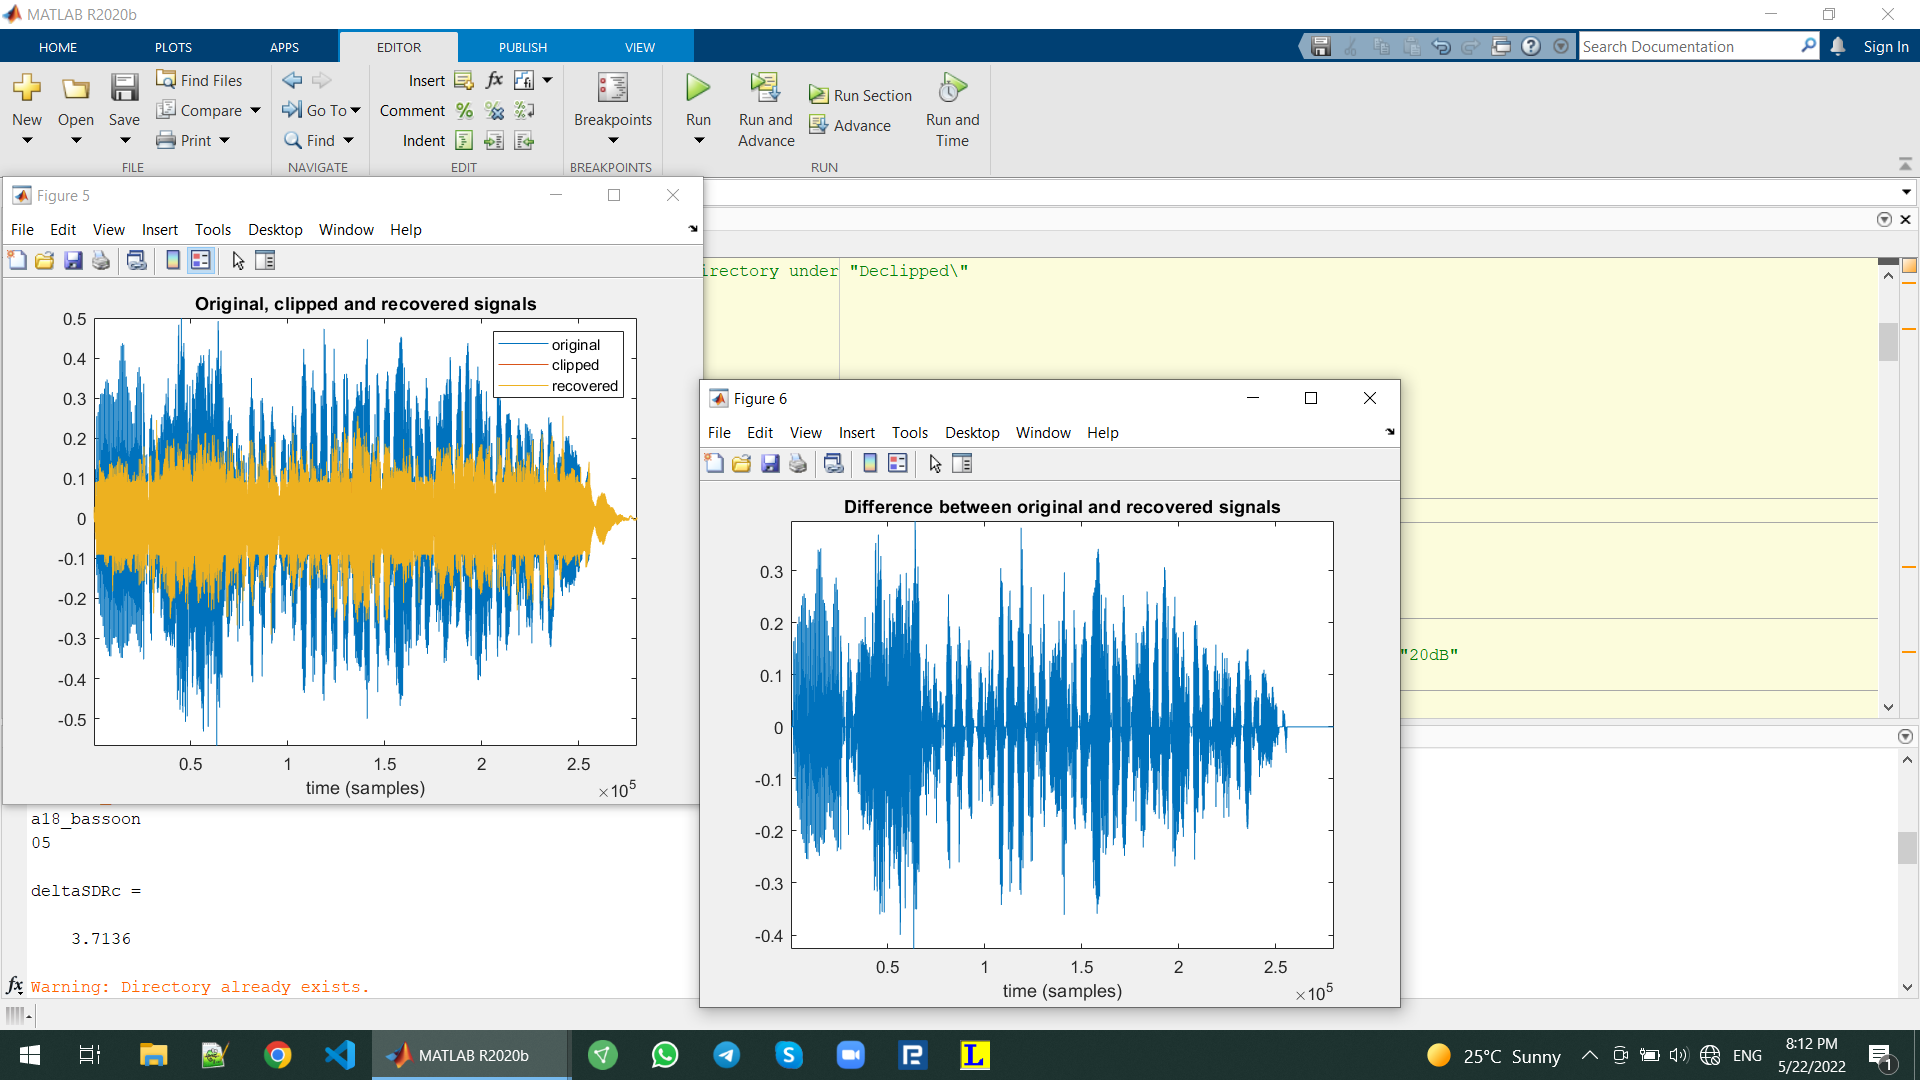 MATLAB R2020b
HOME PLOTS APPS EDITOR PUBLISH VIEW
Search Documentation
Sign In
New Open Save
Find Files
Compare
Print
Go To
Find
Insert
Comment
Indent
Breakpoints
Run
Run and Advance
Run Section
Advance
Run and Time
FILE NAVIGATE EDIT BREAKPOINTS RUN
Figure 5
File Edit View Insert Tools Desktop Window Help
irectory under "Declipped\"
Original, clipped and recovered signals
original
clipped
recovered
0.5
0.4
0.3
0.2
0.1
0
-0.1
-0.2
-0.3
-0.4
-0.5
0.5 1 1.5 2 2.5
time (samples)
×10^5
Figure 6
File Edit View Insert Tools Desktop Window Help
Difference between original and recovered signals
0.3
0.2
0.1
0
-0.1
-0.2
-0.3
-0.4
0.5 1 1.5 2 2.5
time (samples)
×10^5
"20dB"
a18_bassoon
05
deltaSDRc =
3.7136
fx Warning: Directory already exists.
MATLAB R2020b
25°C Sunny
ENG
8:12 PM
5/22/2022
1